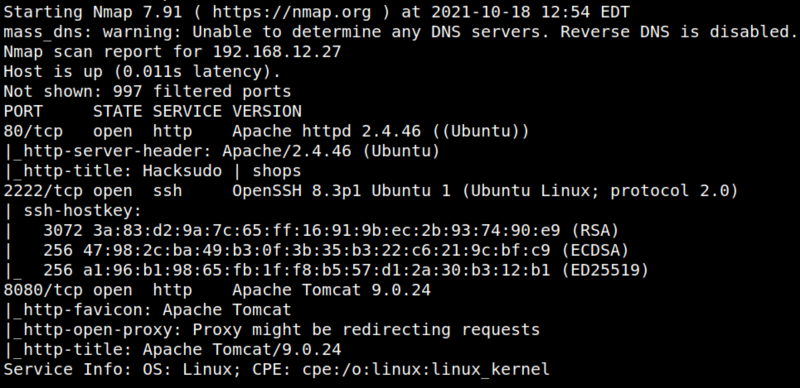 Starting Nmap 7.91 ( https://nmap.org ) at 2021-10-18 12:54 EDT
mass_dns: warning: Unable to determine any DNS servers. Reverse DNS is disabled.
Nmap scan report for 192.168.12.27
Host is up (0.011s latency).
Not shown: 997 filtered ports
PORT     STATE SERVICE VERSION
80/tcp   open  http    Apache httpd 2.4.46 ((Ubuntu))
|_http-server-header: Apache/2.4.46 (Ubuntu)
|_http-title: Hacksudo | shops
2222/tcp open  ssh     OpenSSH 8.3p1 Ubuntu 1 (Ubuntu Linux; protocol 2.0)
| ssh-hostkey:
|   3072 3a:83:d2:9a:7c:65:ff:16:91:9b:ec:2b:93:74:90:e9 (RSA)
|   256 47:98:2c:ba:49:b3:0f:3b:35:b3:22:c6:21:9c:bf:c9 (ECDSA)
|_  256 a1:96:b1:98:65:fb:1f:f8:b5:57:d1:2a:30:b3:12:b1 (ED25519)
8080/tcp open  http    Apache Tomcat 9.0.24
|_http-favicon: Apache Tomcat
|_http-open-proxy: Proxy might be redirecting requests
|_http-title: Apache Tomcat/9.0.24
Service Info: OS: Linux; CPE: cpe:/o:linux:linux_kernel